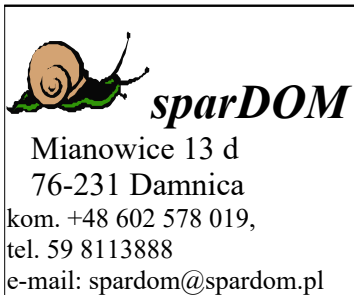 sparDOM
Mianowice 13 d
76-231 Damnica
kom. +48 602 578 019,
tel. 59 8113888
e-mail: spardom@spardom.pl